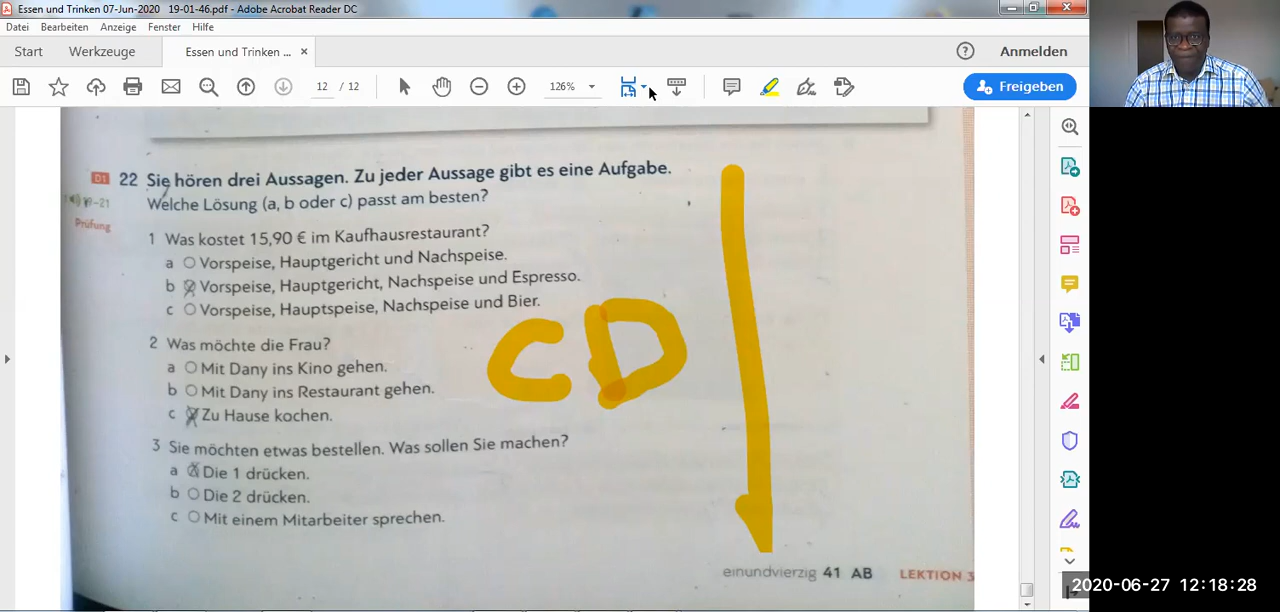 Essen und Trinken 07-Jun-2020 19-01-46.pdf - Adobe Acrobat Reader DC
Datei Bearbeiten Anzeige Fenster Hilfe
Start Werkzeuge Essen und Trinken ... × Anmelden
12 / 12 126% Freigeben
D1 22 Sie hören drei Aussagen. Zu jeder Aussage gibt es eine Aufgabe.
19-21 Welche Lösung (a, b oder c) passt am besten?
Prüfung
1 Was kostet 15,90 € im Kaufhausrestaurant?
a Vorspeise, Hauptgericht und Nachspeise.
b Vorspeise, Hauptgericht, Nachspeise und Espresso.
c Vorspeise, Hauptspeise, Nachspeise und Bier.
CD
2 Was möchte die Frau?
a Mit Dany ins Kino gehen.
b Mit Dany ins Restaurant gehen.
c Zu Hause kochen.
3 Sie möchten etwas bestellen. Was sollen Sie machen?
a Die 1 drücken.
b Die 2 drücken.
c Mit einem Mitarbeiter sprechen.
einundvierzig 41 AB LEKTION 3
2020-06-27 12:18:28